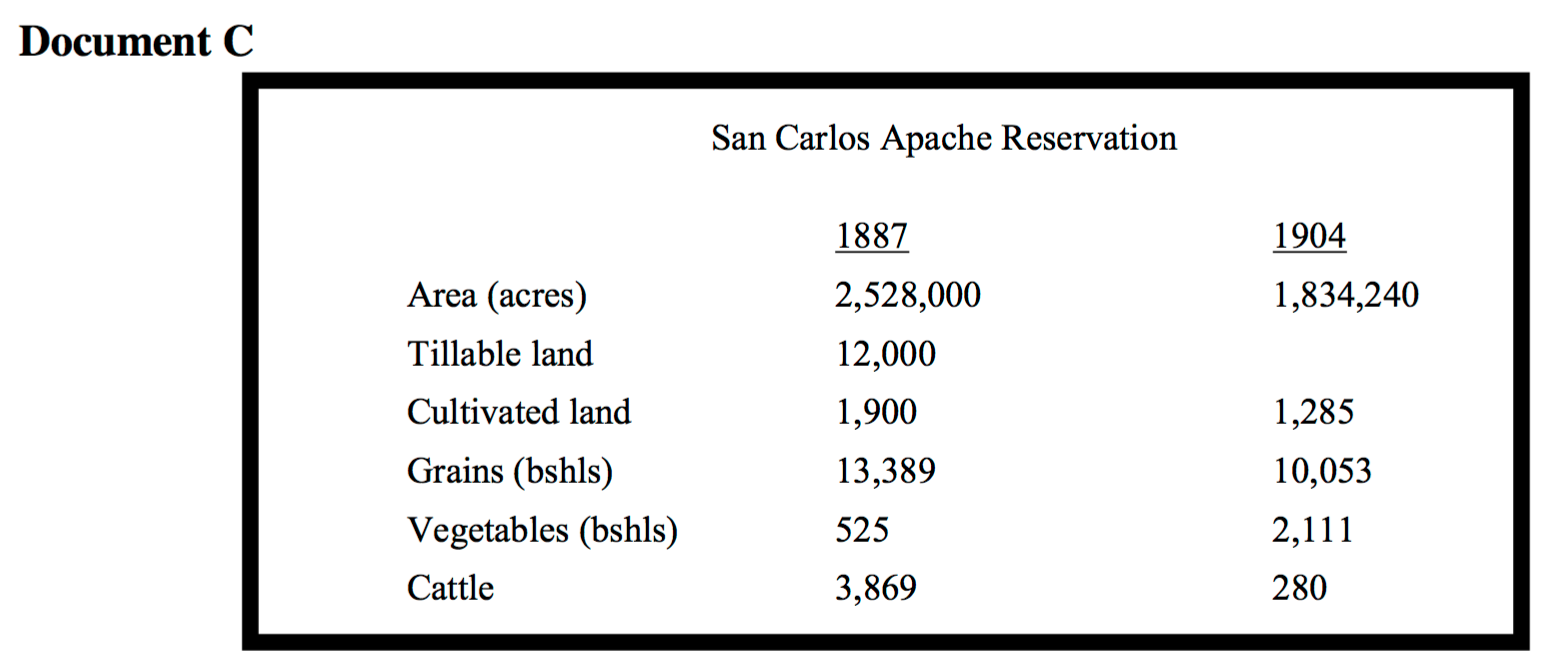 Document C
San Carlos Apache Reservation
1887 1904
Area (acres) 2,528,000 1,834,240
Tillable land 12,000
Cultivated land 1,900 1,285
Grains (bshls) 13,389 10,053
Vegetables (bshls) 525 2,111
Cattle 3,869 280